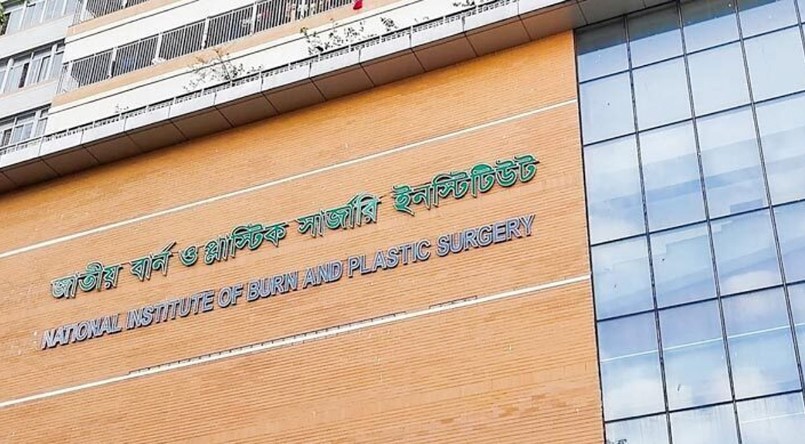 জাতীয় বার্ন ও প্লাস্টিক সার্জারি ইনস্টিটিউট
NATIONAL INSTITUTE OF BURN AND PLASTIC SURGERY